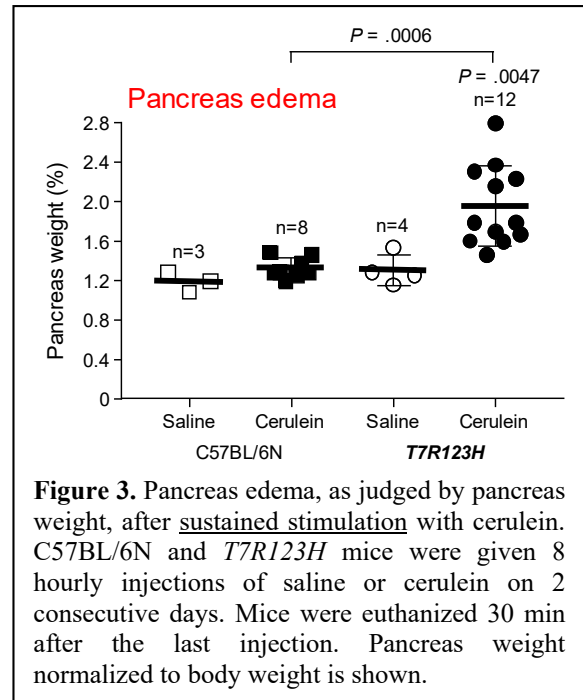 P = .0006
P = .0047
n=12
Pancreas edema
2.8
2.4
2.0
1.6
1.2
0.8
0.4
0
Pancreas weight (%)
n=3
n=8
n=4
Saline Cerulein Saline Cerulein
C57BL/6N T7R123H
Figure 3. Pancreas edema, as judged by pancreas
weight, after sustained stimulation with cerulein.
C57BL/6N and T7R123H mice were given 8
hourly injections of saline or cerulein on 2
consecutive days. Mice were euthanized 30 min
after the last injection. Pancreas weight
normalized to body weight is shown.